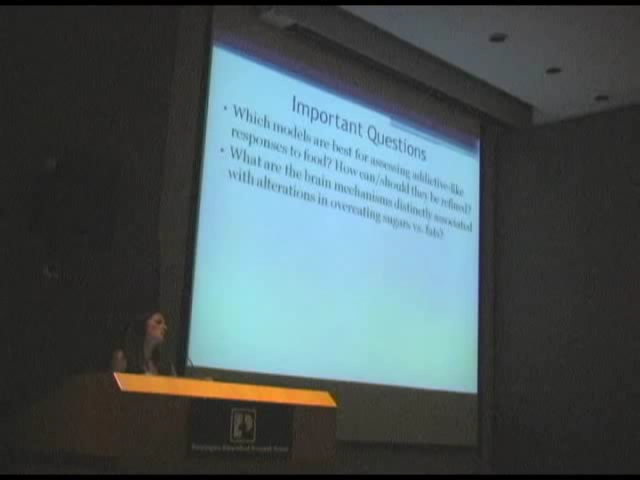 Important Questions
• Which models are best for assessing addictive-like
responses to food? How can/should they be refined?
• What are the brain mechanisms distinctly associated
with alterations in overeating sugars vs. fats?